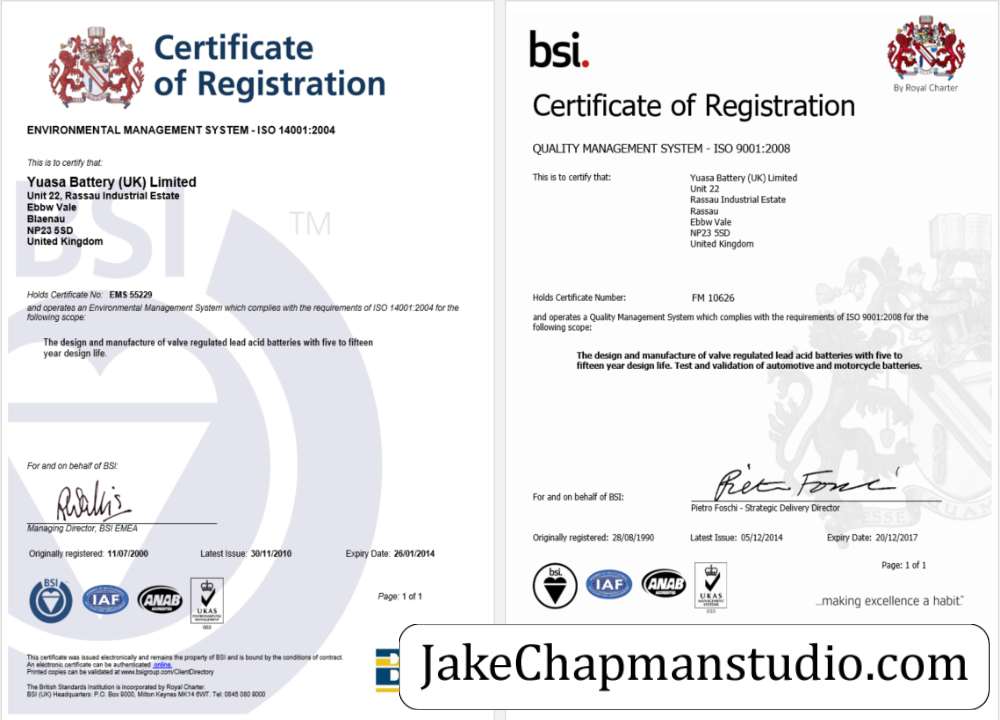 Certificate
of Registration
ENVIRONMENTAL MANAGEMENT SYSTEM - ISO 14001:2004
This is to certify that:
Yuasa Battery (UK) Limited
Unit 22, Rassau Industrial Estate
Ebbw Vale
Blaenau
NP23 5SD
United Kingdom
BSI
TM
Holds Certificate No: EMS 55229
and operates an Environmental Management System which complies with the requirements of ISO 14001:2004 for the
following scope:
The design and manufacture of valve regulated lead acid batteries with five to fifteen
year design life.
For and on behalf of BSI:
Managing Director, BSI EMEA
Originally registered: 11/07/2000 Latest Issue: 30/11/2010 Expiry Date: 26/01/2014
BSI
IAF
ANAB
ACCREDITED
UKAS
ENVIRONMENTAL
MANAGEMENT
Page: 1 of 1
This certificate was issued electronically and remains the property of BSI and is bound by the conditions of contract.
An electronic certificate can be authenticated online.
Printed copies can be validated at www.bsigroup.com/ClientDirectory
The British Standards Institution is incorporated by Royal Charter.
BSI (UK) Headquarters: P.O. Box 9000, Milton Keynes MK14 6WT. Tel: 0845 080 9000
bsi.
By Royal Charter
Certificate of Registration
QUALITY MANAGEMENT SYSTEM - ISO 9001:2008
This is to certify that: Yuasa Battery (UK) Limited
Unit 22
Rassau Industrial Estate
Rassau
Ebbw Vale
NP23 5SD
United Kingdom
Holds Certificate Number: FM 10626
and operates a Quality Management System which complies with the requirements of ISO 9001:2008 for the
following scope:
The design and manufacture of valve regulated lead acid batteries with five to
fifteen year design life. Test and validation of automotive and motorcycle batteries.
Pietro Foschi
For and on behalf of BSI:
Pietro Foschi - Strategic Delivery Director
Originally registered: 28/08/1990 Latest Issue: 05/12/2014 Expiry Date: 20/12/2017
Page: 1 of 1
bsi.
IAF
ANAB
ACCREDITED
UKAS
MANAGEMENT
SYSTEMS
...making excellence a habit.™
JakeChapmanstudio.com